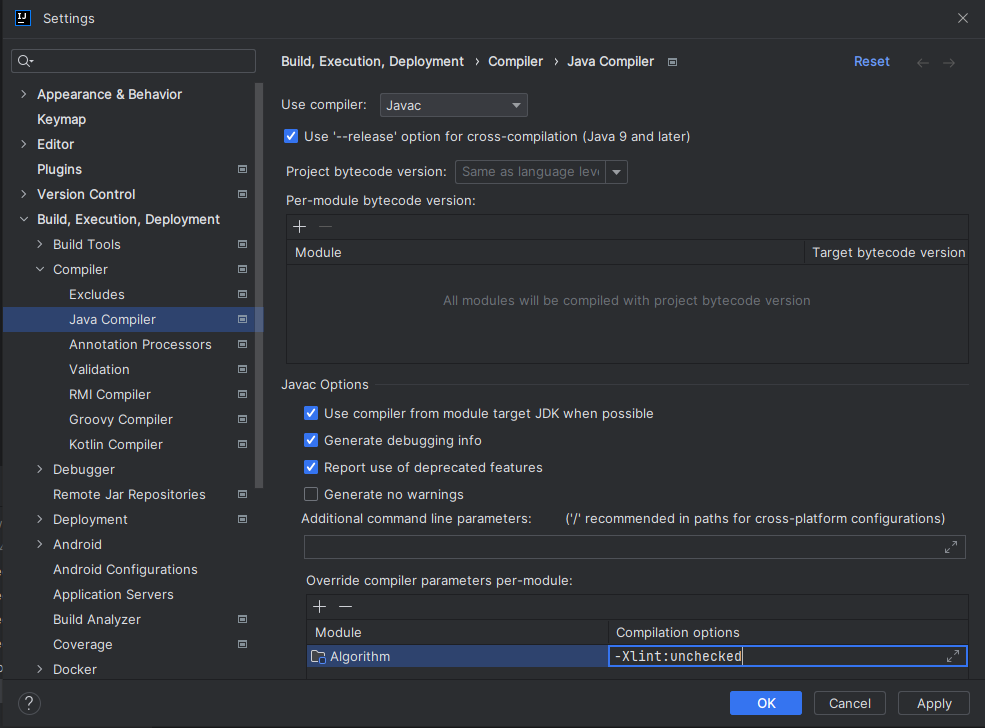 Settings
Build, Execution, Deployment › Compiler › Java Compiler
Reset
Appearance & Behavior
Keymap
Editor
Plugins
Version Control
Build, Execution, Deployment
Build Tools
Compiler
Excludes
Java Compiler
Annotation Processors
Validation
RMI Compiler
Groovy Compiler
Kotlin Compiler
Debugger
Remote Jar Repositories
Deployment
Android
Android Configurations
Application Servers
Build Analyzer
Coverage
Docker
Use compiler: Javac
Use '--release' option for cross-compilation (Java 9 and later)
Project bytecode version: Same as language leve
Per-module bytecode version:
Module Target bytecode version
All modules will be compiled with project bytecode version
Javac Options
Use compiler from module target JDK when possible
Generate debugging info
Report use of deprecated features
Generate no warnings
Additional command line parameters: ('/' recommended in paths for cross-platform configurations)
Override compiler parameters per-module:
Module Compilation options
Algorithm -Xlint:unchecked
? OK Cancel Apply